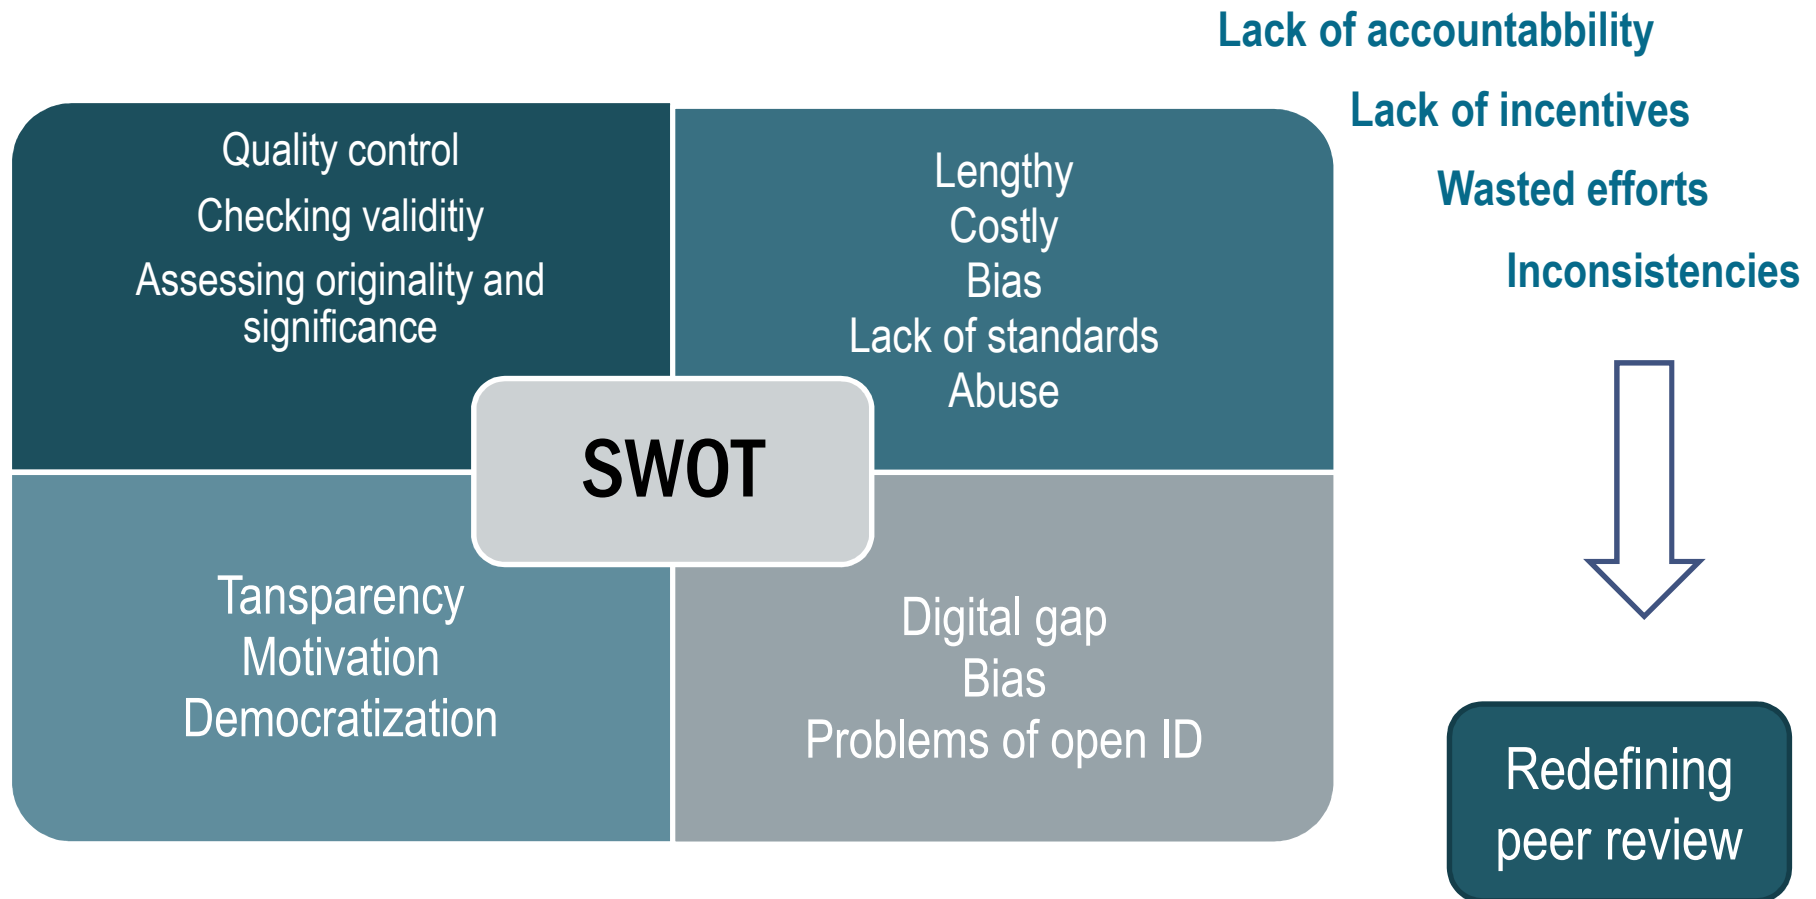 Lack of accountabbility
Lack of incentives
Wasted efforts
Inconsistencies
Quality control
Checking validitiy
Assessing originality and
significance
Lengthy
Costly
Bias
Lack of standards
Abuse
SWOT
Tansparency
Motivation
Democratization
Digital gap
Bias
Problems of open ID
Redefining
peer review